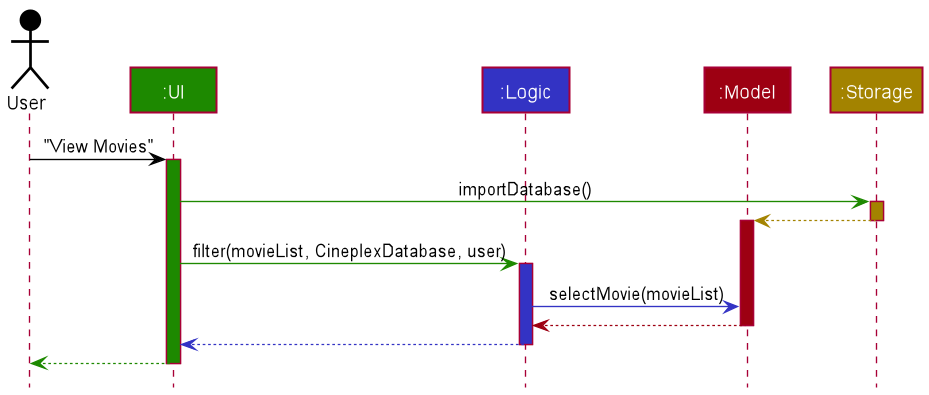 User
:UI
:Logic
:Model
:Storage
"View Movies"
importDatabase()
filter(movieList, CineplexDatabase, user)
selectMovie(movieList)